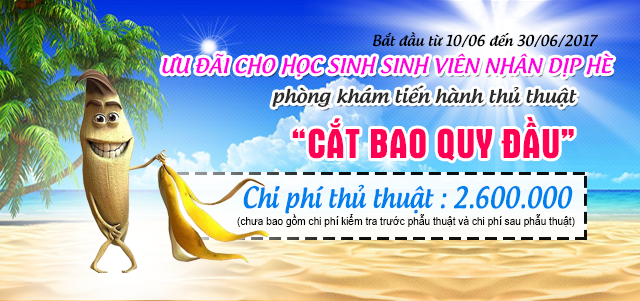 Bắt đầu từ 10/06 đến 30/06/2017
ƯU ĐÃI CHO HỌC SINH SINH VIÊN NHÂN DỊP HÈ
phòng khám tiến hành thủ thuật
“CẮT BAO QUY ĐẦU”
Chi phí thủ thuật : 2.600.000
(chưa bao gồm chi phí kiểm tra trước phẫu thuật và chi phí sau phẫu thuật)